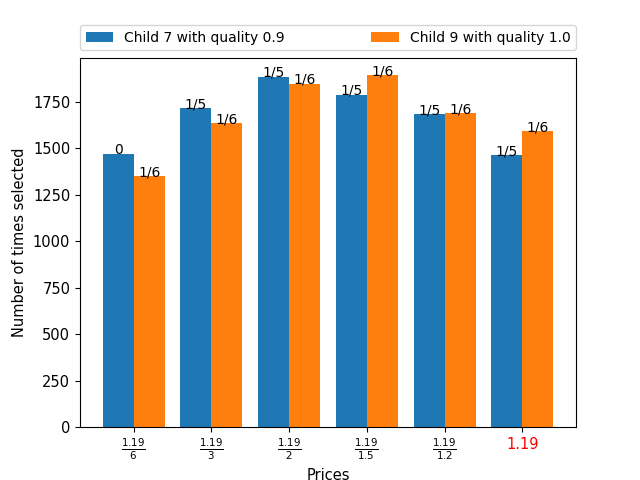 Child 7 with quality 0.9 Child 9 with quality 1.0
Number of times selected
1750
1500
1250
1000
750
500
250
0
0 1/6 1/5 1/6 1/5 1/6 1/5 1/6 1/5 1/6 1/5 1/6
1.19/6 1.19/3 1.19/2 1.19/1.5 1.19/1.2 1.19
Prices